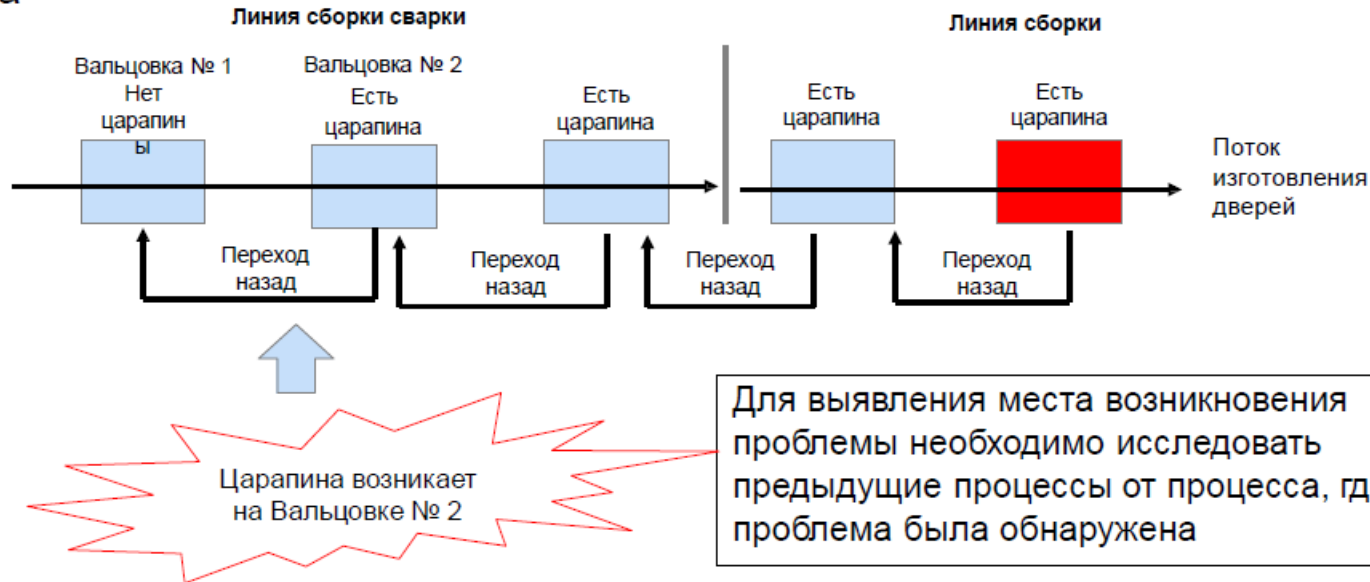 а
Линия сборки сварки
Линия сборки
Вальцовка № 1
Нет
царапин
ы
Вальцовка № 2
Есть
царапина
Есть
царапина
Есть
царапина
Есть
царапина
Поток
изготовления
дверей
Переход
назад
Переход
назад
Переход
назад
Переход
назад
Царапина возникает
на Вальцовке № 2
Для выявления места возникновения
проблемы необходимо исследовать
предыдущие процессы от процесса, гд
проблема была обнаружена